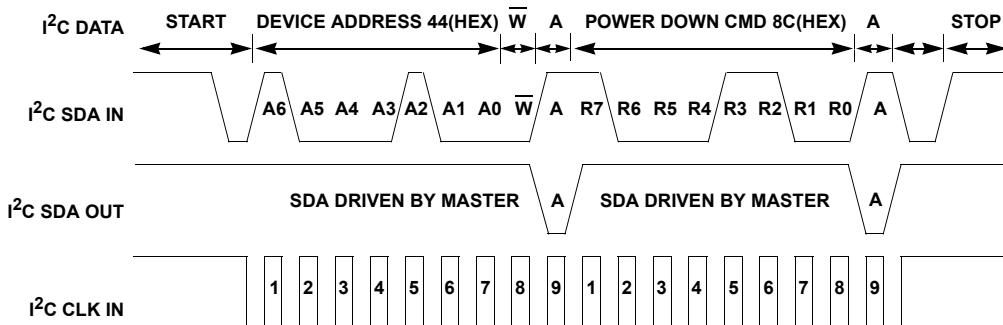 I²C DATA START DEVICE ADDRESS 44(HEX) W̅ A POWER DOWN CMD 8C(HEX) A STOP
I²C SDA IN A6 A5 A4 A3 A2 A1 A0 W̅ A R7 R6 R5 R4 R3 R2 R1 R0 A
I²C SDA OUT SDA DRIVEN BY MASTER A SDA DRIVEN BY MASTER A
I²C CLK IN 1 2 3 4 5 6 7 8 9 1 2 3 4 5 6 7 8 9